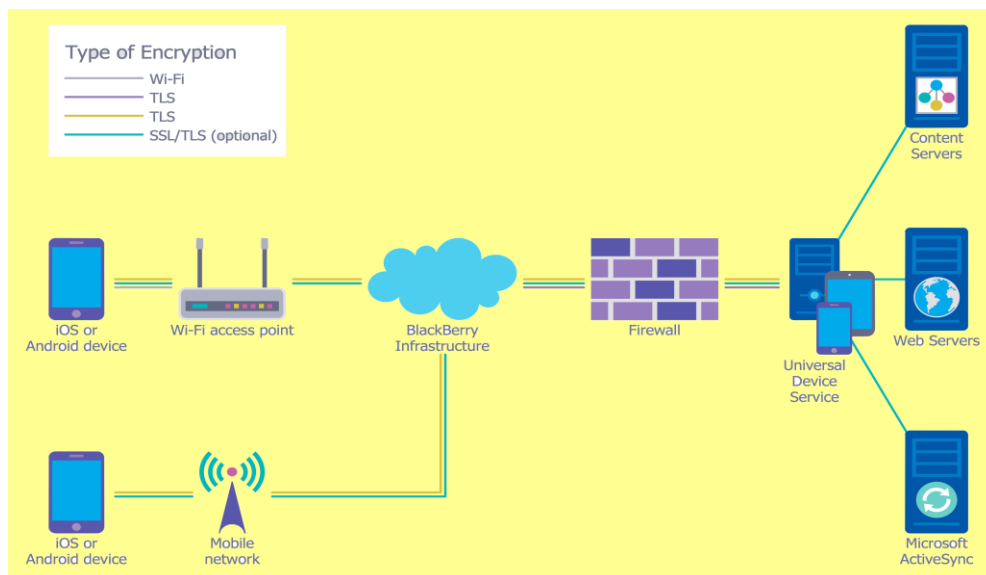 Type of Encryption
Wi-Fi
TLS
TLS
SSL/TLS (optional)
Content
Servers
iOS or
Android device
Wi-Fi access point
BlackBerry
Infrastructure
Firewall
Universal
Device
Service
Web Servers
iOS or
Android device
Mobile
network
Microsoft
ActiveSync